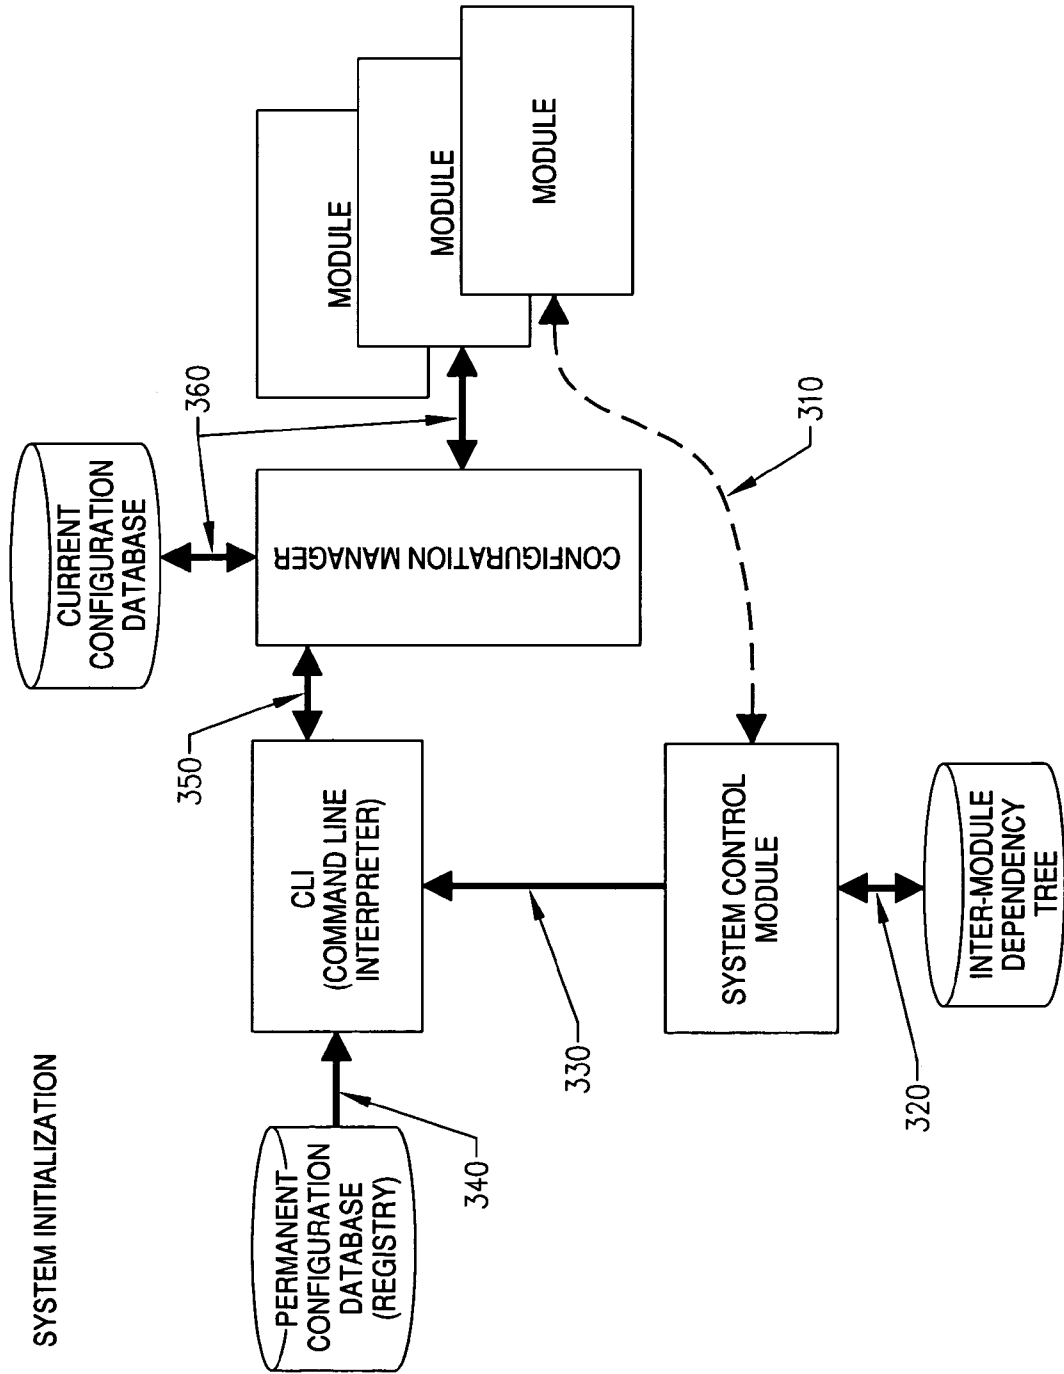 SYSTEM INITIALIZATION
PERMANENT
CONFIGURATION
DATABASE
(REGISTRY)
340
CLI
(COMMAND LINE
INTERPRETER)
350
CURRENT
CONFIGURATION
DATABASE
360
CONFIGURATION MANAGER
MODULE
MODULE
MODULE
330
310
SYSTEM CONTROL
MODULE
320
INTER-MODULE
DEPENDENCY
TREE